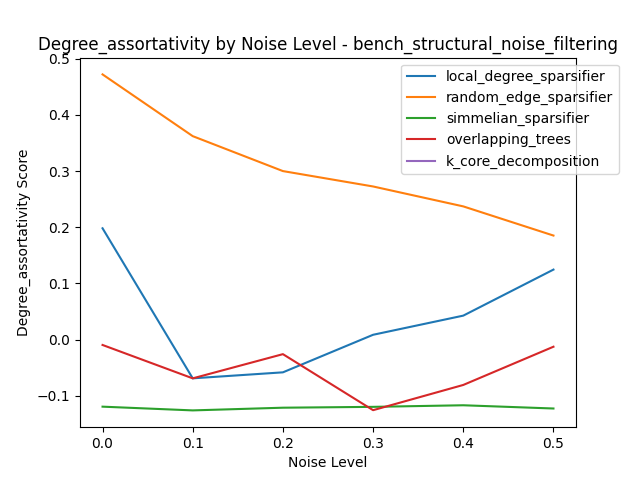 Degree_assortativity by Noise Level - bench_structural_noise_filtering
local_degree_sparsifier
random_edge_sparsifier
simmelian_sparsifier
overlapping_trees
k_core_decomposition
Degree_assortativity Score
0.5
0.4
0.3
0.2
0.1
0.0
−0.1
0.0 0.1 0.2 0.3 0.4 0.5
Noise Level